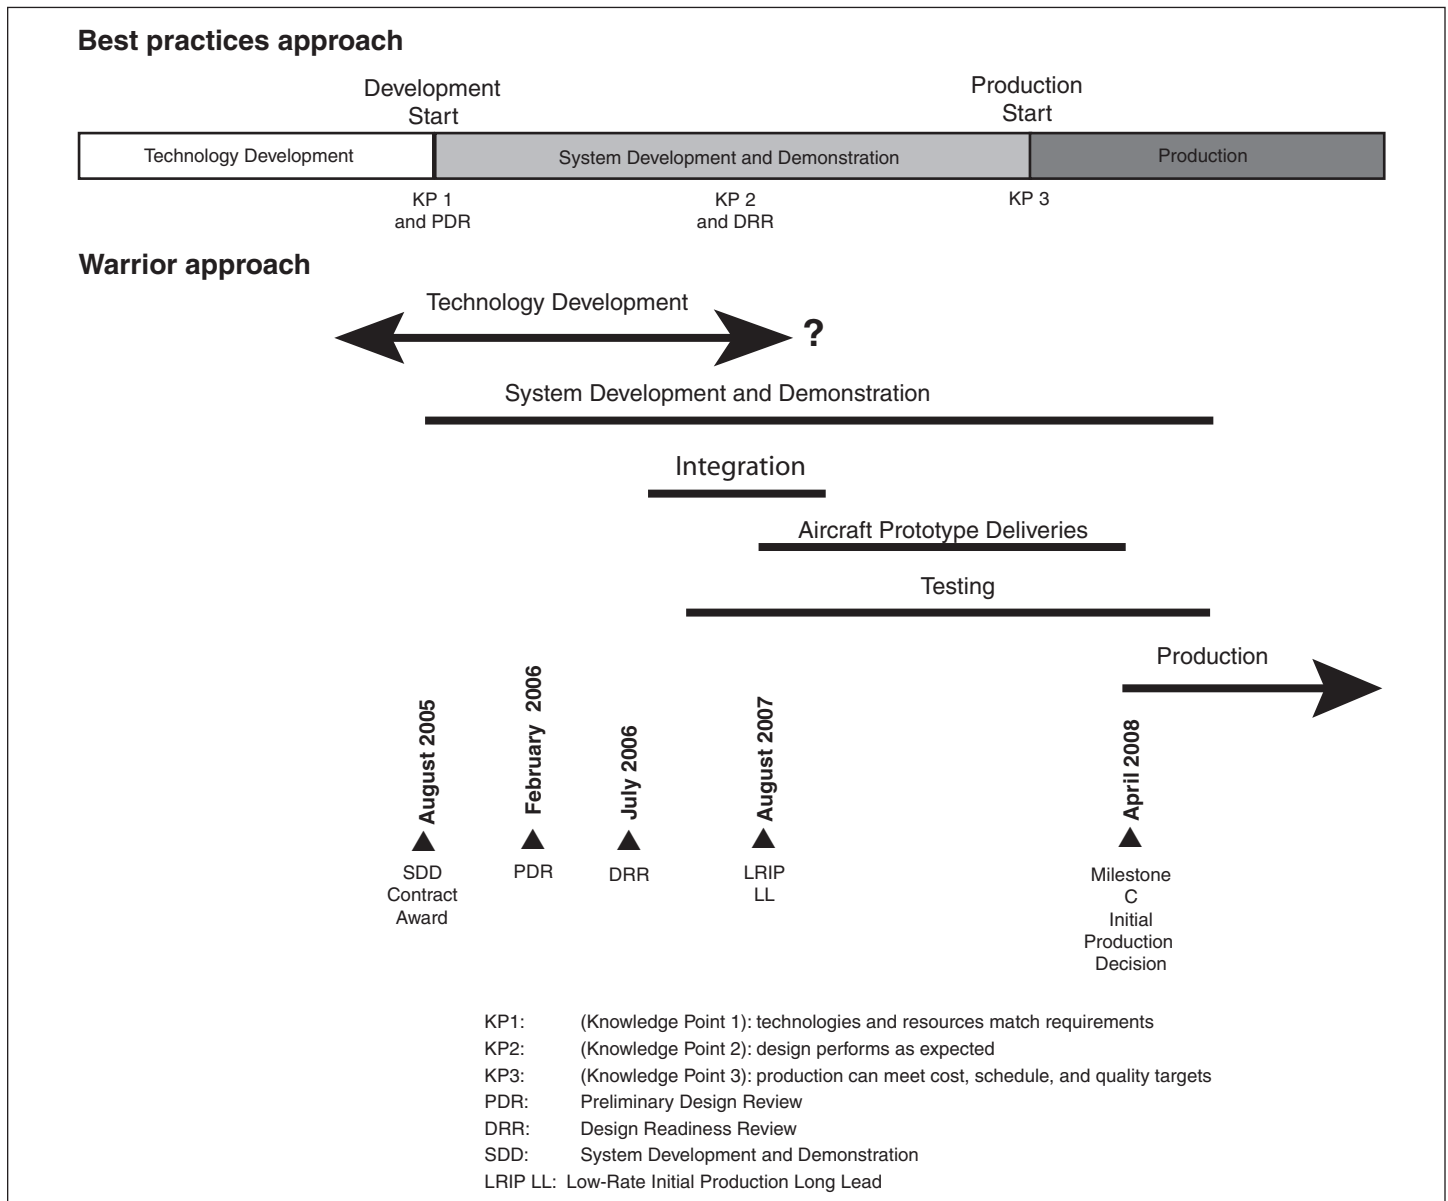 Best practices approach
Development
Start
Production
Start
Technology Development
System Development and Demonstration
Production
KP 1
and PDR
KP 2
and DRR
KP 3
Warrior approach
Technology Development
?
System Development and Demonstration
Integration
Aircraft Prototype Deliveries
Testing
Production
August 2005
February 2006
July 2006
August 2007
April 2008
SDD
Contract
Award
PDR
DRR
LRIP
LL
Milestone
C
Initial
Production
Decision
KP1: (Knowledge Point 1): technologies and resources match requirements
KP2: (Knowledge Point 2): design performs as expected
KP3: (Knowledge Point 3): production can meet cost, schedule, and quality targets
PDR: Preliminary Design Review
DRR: Design Readiness Review
SDD: System Development and Demonstration
LRIP LL: Low-Rate Initial Production Long Lead